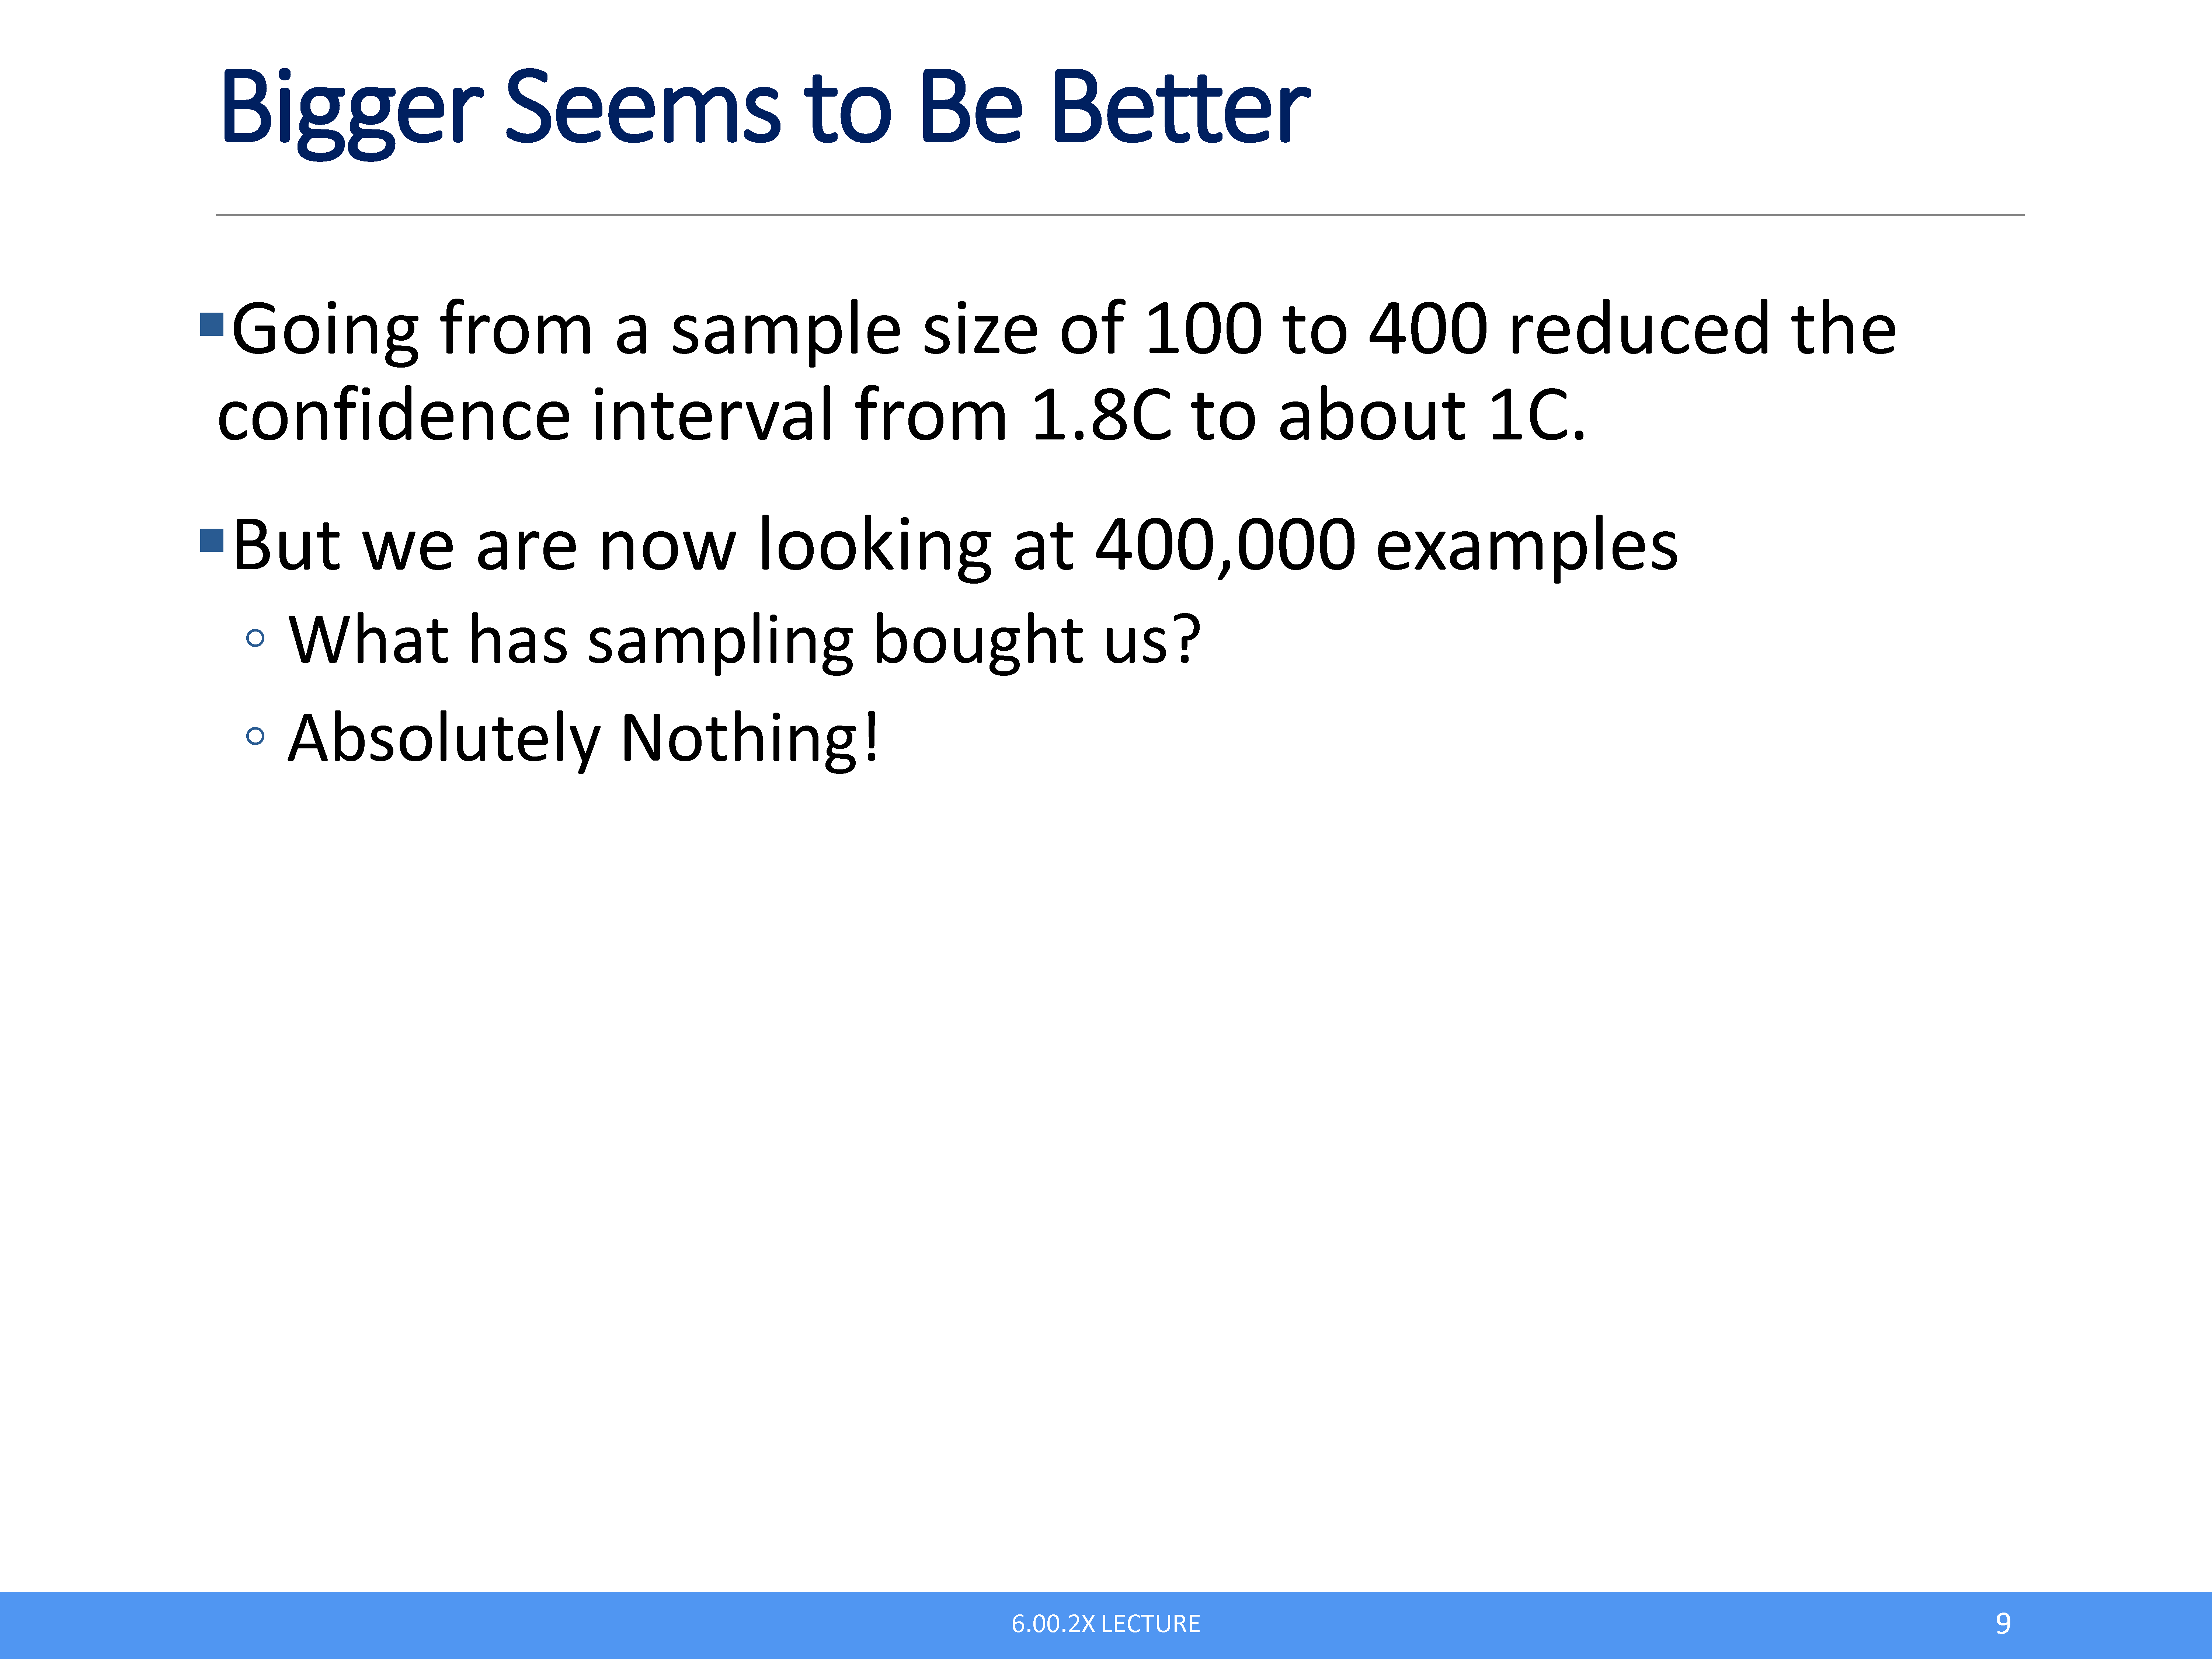 Bigger Seems to Be Better
▪Going from a sample size of 100 to 400 reduced the
confidence interval from 1.8C to about 1C.
▪But we are now looking at 400,000 examples
◦ What has sampling bought us?
◦ Absolutely Nothing!
6.00.2X LECTURE
9